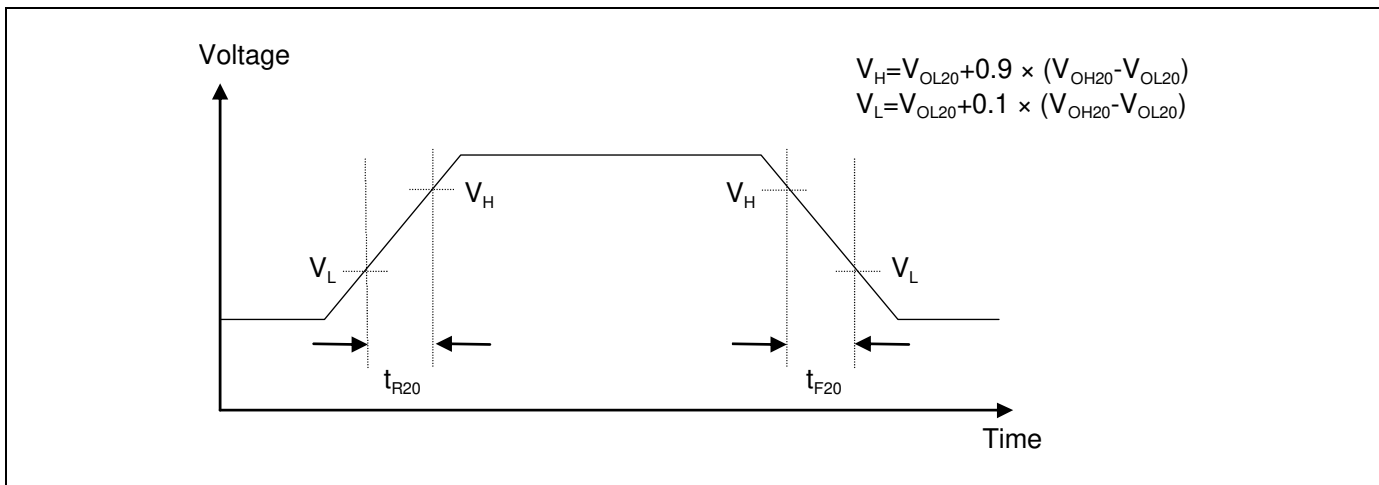 Voltage
V_H=V_OL20+0.9 × (V_OH20-V_OL20)
V_L=V_OL20+0.1 × (V_OH20-V_OL20)
V_H
V_H
V_L
V_L
t_R20
t_F20
Time